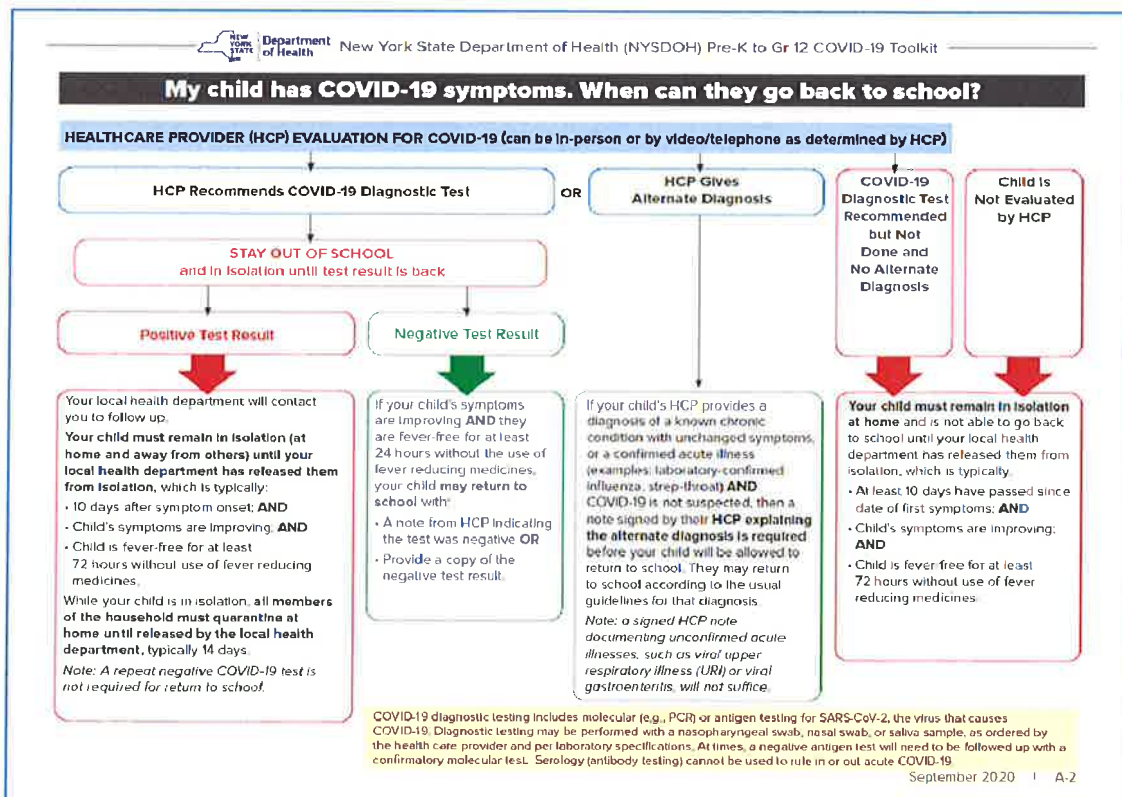 NEW
YORK
STATE
Department
of Health
New York State Department of Health (NYSDOH) Pre-K to Gr 12 COVID-19 Toolkit
My child has COVID-19 symptoms. When can they go back to school?
HEALTHCARE PROVIDER (HCP) EVALUATION FOR COVID-19 (can be in-person or by video/telephone as determined by HCP)
HCP Recommends COVID-19 Diagnostic Test
OR
HCP Gives
Alternate Diagnosis
COVID-19
Diagnostic Test
Recommended
but Not
Done and
No Alternate
Diagnosis
Child is
Not Evaluated
by HCP
STAY OUT OF SCHOOL
and in isolation until test result is back
Positive Test Result
Negative Test Result
Your local health department will contact
you to follow up.
Your child must remain in isolation (at
home and away from others) until your
local health department has released them
from isolation, which is typically:
• 10 days after symptom onset; AND
• Child's symptoms are improving; AND
• Child is fever-free for at least
72 hours without use of fever reducing
medicines.
While your child is in isolation, all members
of the household must quarantine at
home until released by the local health
department, typically 14 days.
Note: A repeat negative COVID-19 test is
not required for return to school.
If your child's symptoms
are improving AND they
are fever-free for at least
24 hours without the use of
fever reducing medicines,
your child may return to
school with:
• A note from HCP indicating
the test was negative OR
• Provide a copy of the
negative test result.
If your child's HCP provides a
diagnosis of a known chronic
condition with unchanged symptoms,
or a confirmed acute illness
(examples: laboratory-confirmed
influenza, strep-throat) AND
COVID-19 is not suspected, then a
note signed by their HCP explaining
the alternate diagnosis is required
before your child will be allowed to
return to school. They may return
to school according to the usual
guidelines for that diagnosis.
Note: a signed HCP note
documenting unconfirmed acute
illnesses, such as viral upper
respiratory illness (URI) or viral
gastroenteritis, will not suffice.
Your child must remain in isolation
at home and is not able to go back
to school until your local health
department has released them from
isolation, which is typically:
• At least 10 days have passed since
date of first symptoms; AND
• Child's symptoms are improving;
AND
• Child is fever-free for at least
72 hours without use of fever
reducing medicines.
COVID-19 diagnostic testing includes molecular (e.g., PCR) or antigen testing for SARS-CoV-2, the virus that causes
COVID-19. Diagnostic testing may be performed with a nasopharyngeal swab, nasal swab, or saliva sample, as ordered by
the health care provider and per laboratory specifications. At times, a negative antigen test will need to be followed up with a
confirmatory molecular test. Serology (antibody testing) cannot be used to rule in or out acute COVID-19.
September 2020 | A-2